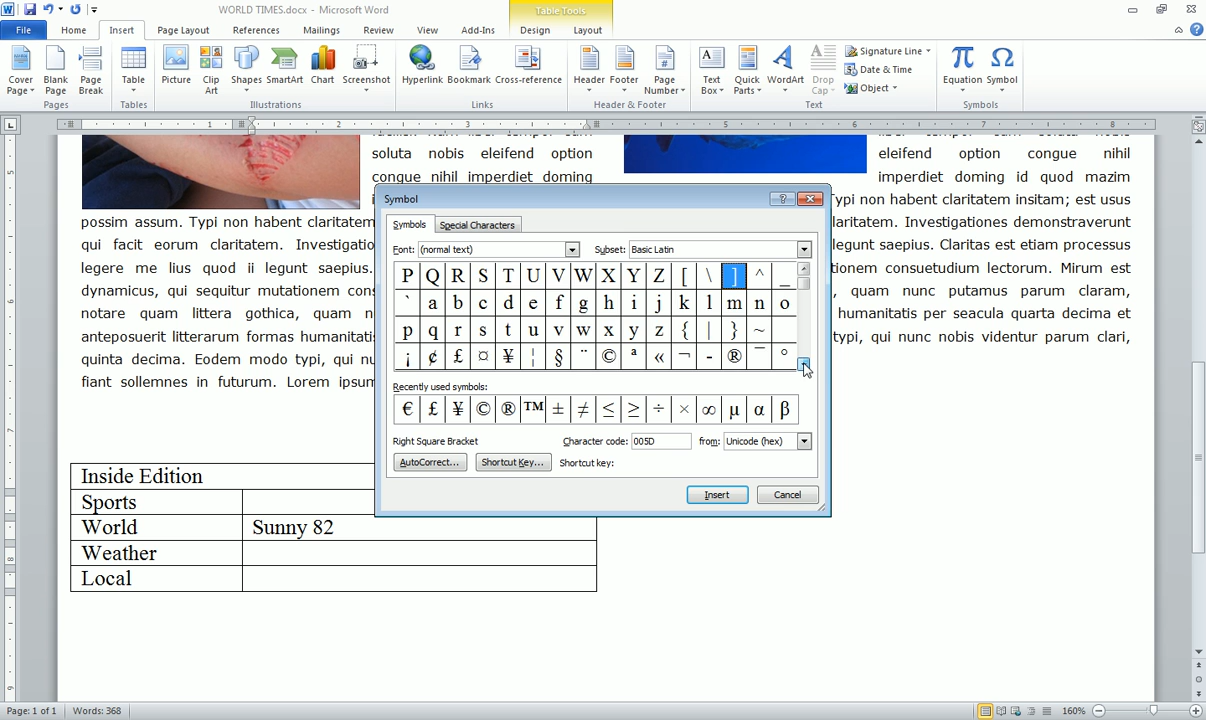 WORLD TIMES.docx - Microsoft Word
Table Tools
File Home Insert Page Layout References Mailings Review View Add-Ins Design Layout
Cover Page Blank Page Page Break Table Picture Clip Art Shapes SmartArt Chart Screenshot Hyperlink Bookmark Cross-reference Header Footer Page Number Text Box Quick Parts WordArt Drop Cap Signature Line Date & Time Object Equation Symbol
Pages Tables Illustrations Links Header & Footer Text Symbols
1 2 3 4 5 6 7 8
soluta nobis eleifend option
congue nihil imperdiet doming
possim assum. Typi non habent claritatem
qui facit eorum claritatem. Investigatio
legere me lius quod ii legunt saepius.
dynamicus, qui sequitur mutationem con
notare quam littera gothica, quam n
anteposuerit litterarum formas humanitati
quinta decima. Eodem modo typi, qui nu
fiant sollemnes in futurum. Lorem ipsum
eleifend option congue nihil
imperdiet doming id quod mazim
Typi non habent claritatem insitam; est usus
laritatem. Investigationes demonstraverunt
legunt saepius. Claritas est etiam processus
tionem consuetudium lectorum. Mirum est
, quam nunc putamus parum claram,
humanitatis per seacula quarta decima et
typi, qui nunc nobis videntur parum clari,
Symbol
Symbols Special Characters
Font: (normal text) Subset: Basic Latin
P Q R S T U V W X Y Z [ \ ] ^ _
` a b c d e f g h i j k l m n o
p q r s t u v w x y z { | } ~
¡ ¢ £ ¤ ¥ ¦ § ¨ © ª « ¬ - ® ¯ °
Recently used symbols:
€ £ ¥ © ® ™ ± ≠ ≤ ≥ ÷ × ∞ µ α β
Right Square Bracket Character code: 005D from: Unicode (hex)
AutoCorrect... Shortcut Key... Shortcut key:
Insert Cancel
Inside Edition
Sports
World Sunny 82
Weather
Local
Page: 1 of 1 Words: 368 160%